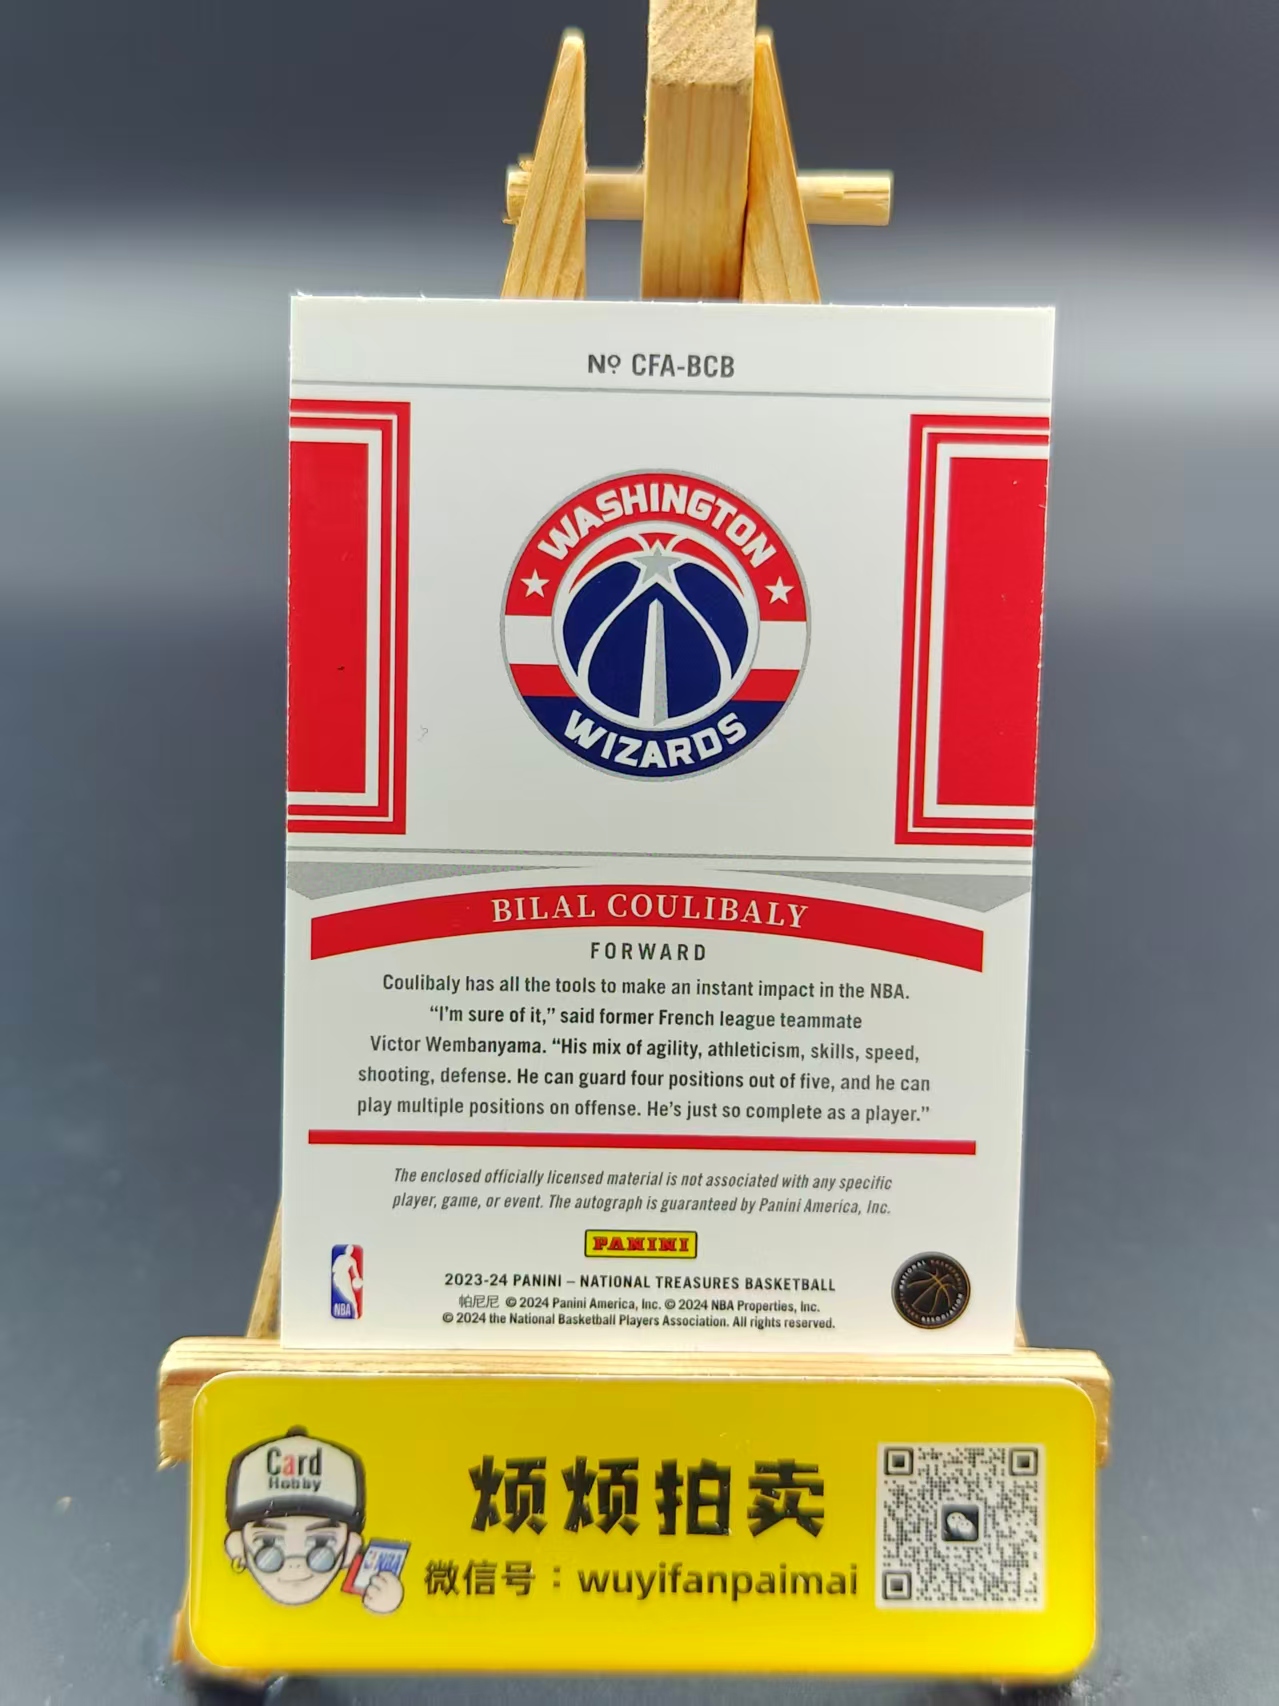 Nº CFA-BCB
WASHINGTON
WIZARDS
BILAL COULIBALY
FORWARD
Coulibaly has all the tools to make an instant impact in the NBA.
“I’m sure of it,” said former French league teammate
Victor Wembanyama. “His mix of agility, athleticism, skills, speed,
shooting, defense. He can guard four positions out of five, and he can
play multiple positions on offense. He’s just so complete as a player.”
The enclosed officially licensed material is not associated with any specific
player, game, or event. The autograph is guaranteed by Panini America, Inc.
PANINI
2023-24 PANINI – NATIONAL TREASURES BASKETBALL
帕尼尼 © 2024 Panini America, Inc. © 2024 NBA Properties, Inc.
© 2024 the National Basketball Players Association. All rights reserved.
NBA
Card
Hobby
NBA
烦烦拍卖
微信号：wuyifanpaimai